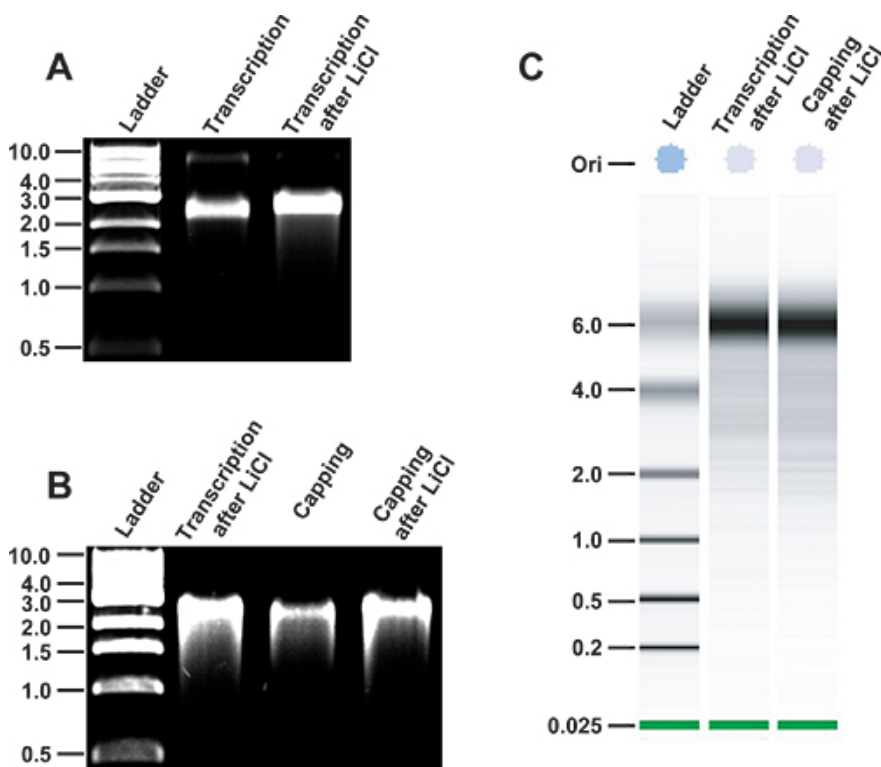 A
Ladder
Transcription
Transcription
after LiCl
10.0
4.0
3.0
2.0
1.5
1.0
0.5
B
Ladder
Transcription
after LiCl
Capping
Capping
after LiCl
10.0
4.0
3.0
2.0
1.5
1.0
0.5
C
Ladder
Transcription
after LiCl
Capping
after LiCl
Ori
6.0
4.0
2.0
1.0
0.5
0.2
0.025